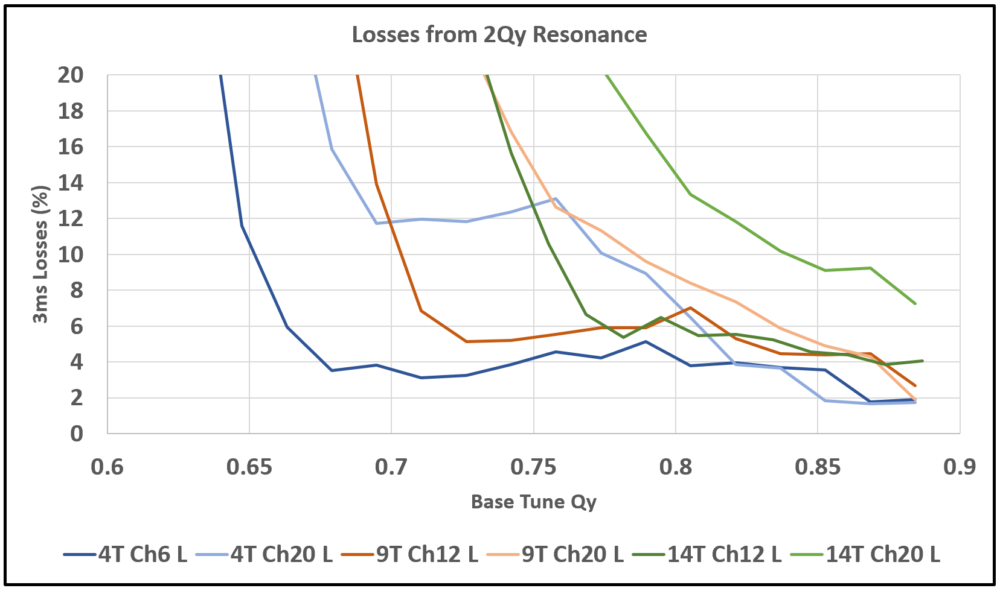 Losses from 2Qy Resonance
20
18
16
14
12
10
8
6
4
2
0
3ms Losses (%)
0.6 0.65 0.7 0.75 0.8 0.85 0.9
Base Tune Qy
4T Ch6 L 4T Ch20 L 9T Ch12 L 9T Ch20 L 14T Ch12 L 14T Ch20 L